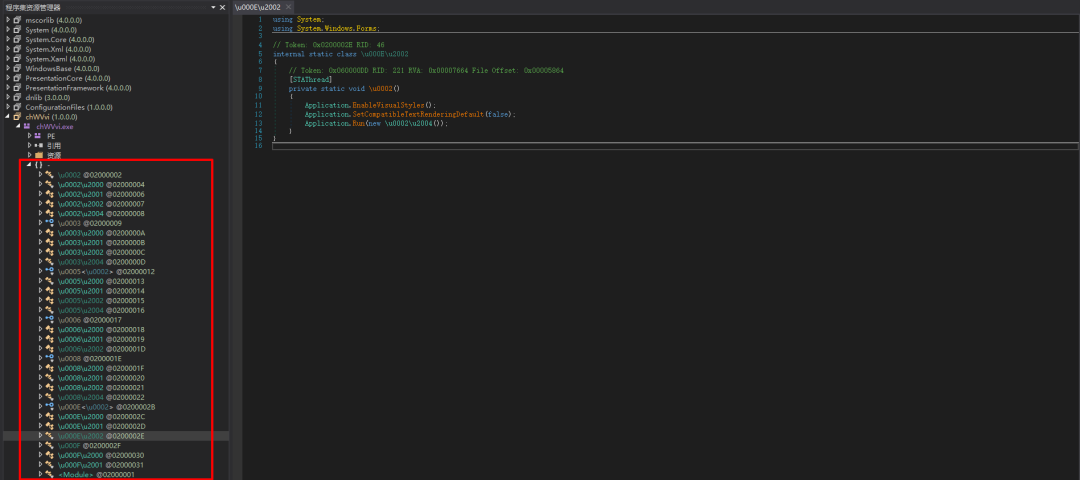 程序集资源管理器
mscorlib (4.0.0.0)
System (4.0.0.0)
System.Core (4.0.0.0)
System.Xml (4.0.0.0)
System.Xaml (4.0.0.0)
WindowsBase (4.0.0.0)
PresentationCore (4.0.0.0)
PresentationFramework (4.0.0.0)
dnlib (3.0.0.0)
ConfigurationFiles (1.0.0.0)
chWVvi (1.0.0.0)
chWVvi.exe
PE
引用
资源
{ } -
\u0002 @02000002
\u0002\u2000 @02000004
\u0002\u2001 @02000006
\u0002\u2002 @02000007
\u0002\u2004 @02000008
\u0003 @02000009
\u0003\u2000 @0200000A
\u0003\u2001 @0200000B
\u0003\u2002 @0200000C
\u0003\u2004 @0200000D
\u0005<\u0002> @02000012
\u0005\u2000 @02000013
\u0005\u2001 @02000014
\u0005\u2002 @02000015
\u0005\u2004 @02000016
\u0006 @02000017
\u0006\u2000 @02000018
\u0006\u2001 @02000019
\u0006\u2002 @0200001D
\u0008 @0200001E
\u0008\u2000 @0200001F
\u0008\u2001 @02000020
\u0008\u2002 @02000021
\u0008\u2004 @02000022
\u000E<\u0002> @0200002B
\u000E\u2000 @0200002C
\u000E\u2001 @0200002D
\u000E\u2002 @0200002E
\u000F @0200002F
\u000F\u2000 @02000030
\u000F\u2001 @02000031
<Module> @02000001
\u000E\u2002
1 using System;
2 using System.Windows.Forms;
3
4 // Token: 0x0200002E RID: 46
5 internal static class \u000E\u2002
6 {
7 // Token: 0x060000DD RID: 221 RVA: 0x00007664 File Offset: 0x00005864
8 [STAThread]
9 private static void \u0002()
10 {
11 Application.EnableVisualStyles();
12 Application.SetCompatibleTextRenderingDefault(false);
13 Application.Run(new \u0002\u2004());
14 }
15 }
16